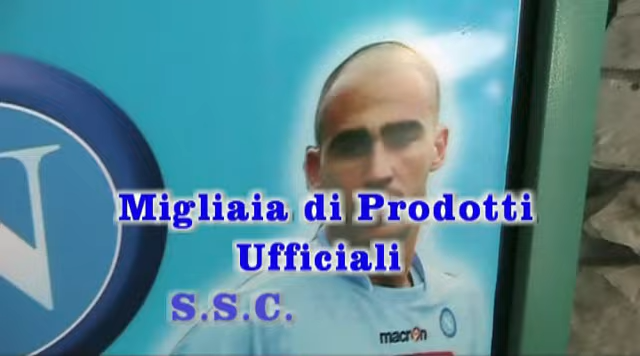 Migliaia di Prodotti
Ufficiali
S.S.C.
macron
N